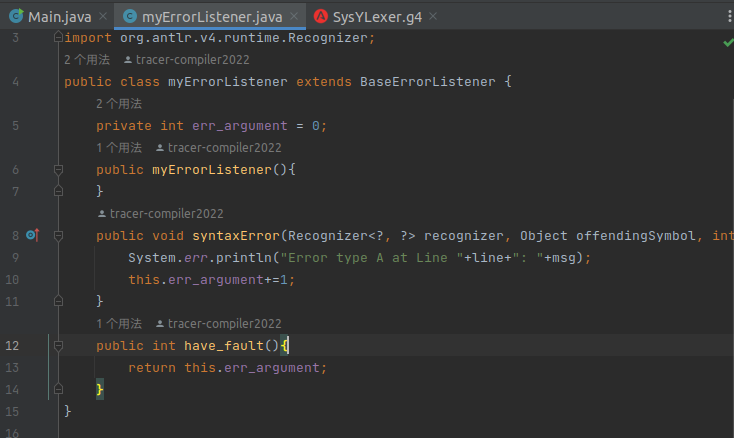 Main.java myErrorListener.java SysYLexer.g4
3 import org.antlr.v4.runtime.Recognizer;
2 个用法 tracer-compiler2022
4 public class myErrorListener extends BaseErrorListener {
2 个用法
5 private int err_argument = 0;
1 个用法 tracer-compiler2022
6 public myErrorListener(){
7 }
tracer-compiler2022
8 public void syntaxError(Recognizer<?, ?> recognizer, Object offendingSymbol, int
9 System.err.println("Error type A at Line "+line+": "+msg);
10 this.err_argument+=1;
11 }
1 个用法 tracer-compiler2022
12 public int have_fault(){
13 return this.err_argument;
14 }
15 }
16